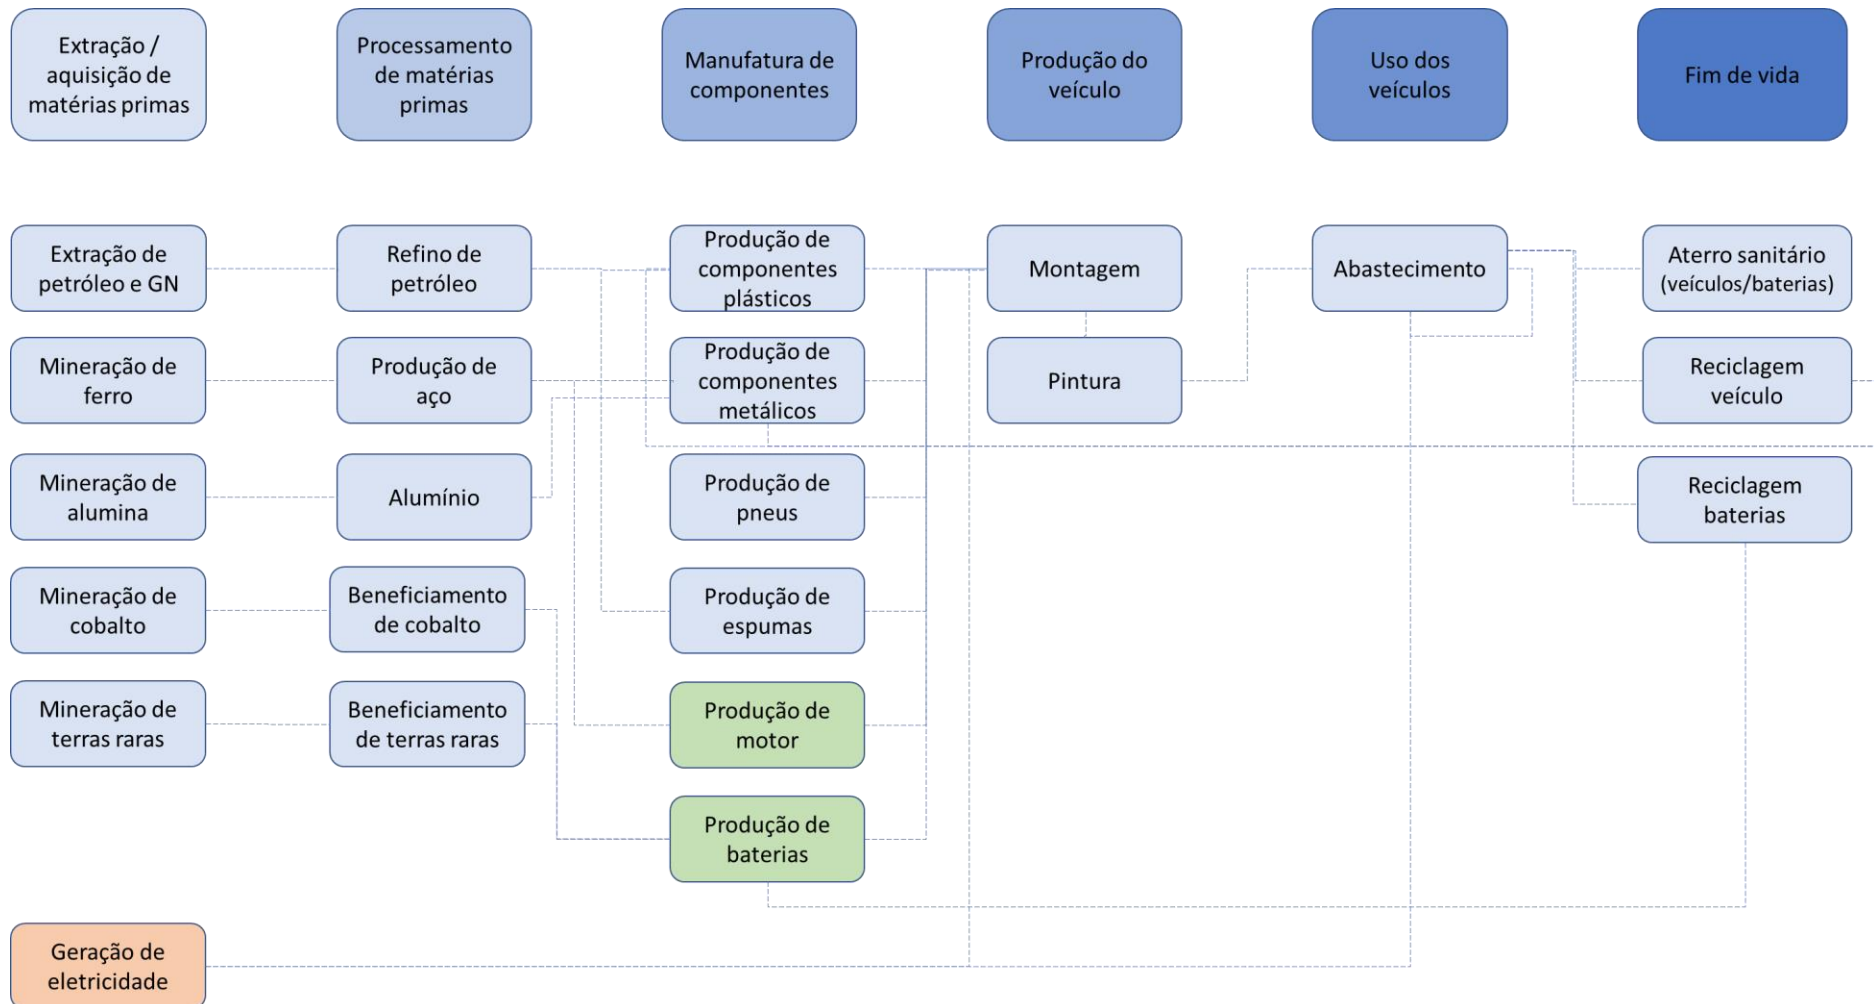 Extração /
aquisição de
matérias primas
Processamento
de matérias
primas
Manufatura de
componentes
Produção do
veículo
Uso dos
veículos
Fim de vida
Extração de
petróleo e GN
Refino de
petróleo
Produção de
componentes
plásticos
Montagem
Abastecimento
Aterro sanitário
(veículos/baterias)
Mineração de
ferro
Produção de
aço
Produção de
componentes
metálicos
Pintura
Reciclagem
veículo
Mineração de
alumina
Alumínio
Produção de
pneus
Reciclagem
baterias
Mineração de
cobalto
Beneficiamento
de cobalto
Produção de
espumas
Mineração de
terras raras
Beneficiamento
de terras raras
Produção de
motor
Produção de
baterias
Geração de
eletricidade